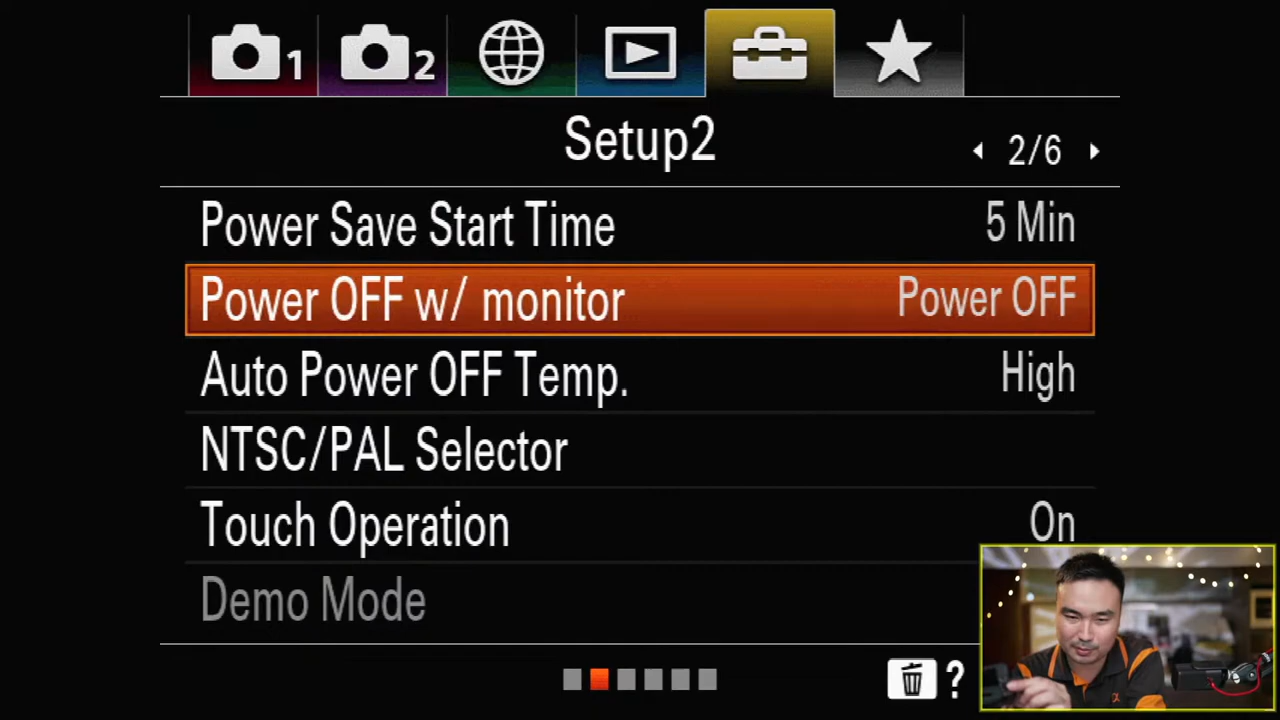 1
2
Setup2
2/6
Power Save Start Time 5 Min
Power OFF w/ monitor Power OFF
Auto Power OFF Temp. High
NTSC/PAL Selector
Touch Operation On
Demo Mode
?
α